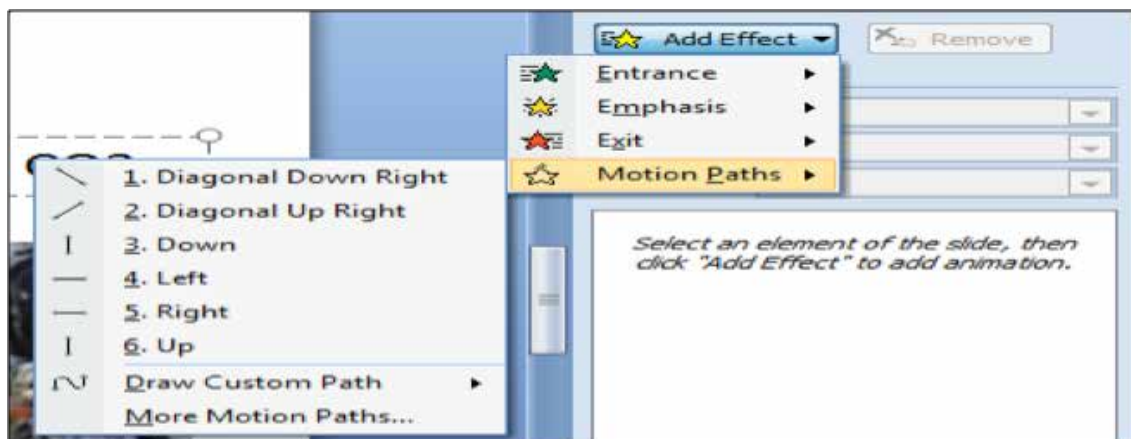 Add Effect
Remove
Entrance
Emphasis
Exit
Motion Paths
1. Diagonal Down Right
2. Diagonal Up Right
3. Down
4. Left
5. Right
6. Up
Draw Custom Path
More Motion Paths...
Select an element of the slide, then
click "Add Effect" to add animation.